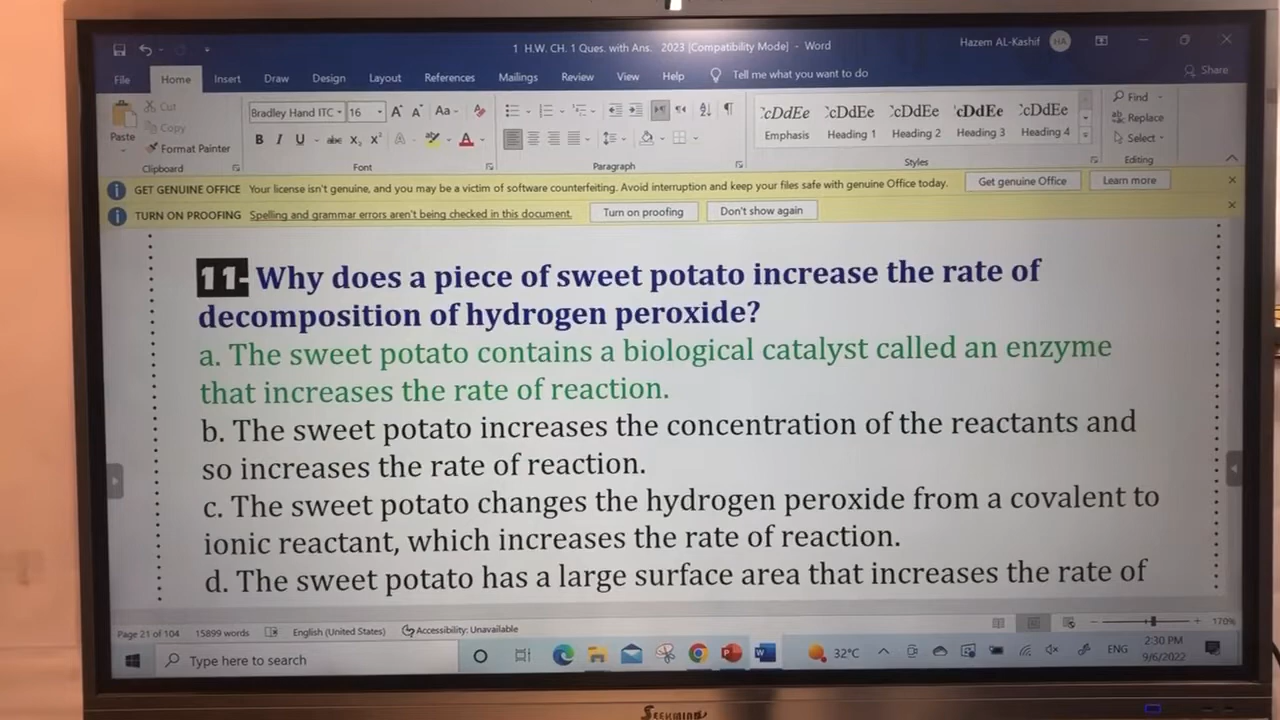 1 H.W. CH. 1 Ques. with Ans. 2023 [Compatibility Mode] - Word
Hazem AL-Kashif HA
File Home Insert Draw Design Layout References Mailings Review View Help Tell me what you want to do
Share
Cut
Copy
Paste
Format Painter
Clipboard
Bradley Hand ITC 16 A A Aa
B I U abc X₂ X² A A
Font
Paragraph
cDdEe cDdEe cDdEe cDdEe cDdEe
Emphasis Heading 1 Heading 2 Heading 3 Heading 4
Styles
Find
Replace
Select
Editing
GET GENUINE OFFICE Your license isn't genuine, and you may be a victim of software counterfeiting. Avoid interruption and keep your files safe with genuine Office today. Get genuine Office Learn more
TURN ON PROOFING Spelling and grammar errors aren't being checked in this document. Turn on proofing Don't show again
11- Why does a piece of sweet potato increase the rate of
decomposition of hydrogen peroxide?
a. The sweet potato contains a biological catalyst called an enzyme
that increases the rate of reaction.
b. The sweet potato increases the concentration of the reactants and
so increases the rate of reaction.
c. The sweet potato changes the hydrogen peroxide from a covalent to
ionic reactant, which increases the rate of reaction.
d. The sweet potato has a large surface area that increases the rate of
Page 21 of 104 15899 words English (United States) Accessibility: Unavailable 170%
Type here to search
32°C ENG
2:30 PM
9/6/2022
SEEKMIND